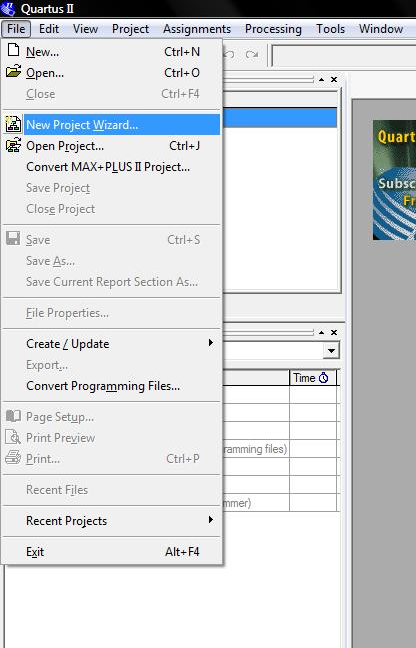 Quartus II
File Edit View Project Assignments Processing Tools Window
New... Ctrl+N
Open... Ctrl+O
Close Ctrl+F4
New Project Wizard...
Open Project... Ctrl+J
Convert MAX+PLUS II Project...
Save Project
Close Project
Save Ctrl+S
Save As...
Save Current Report Section As...
File Properties...
Create / Update
Export...
Convert Programming Files...
Page Setup...
Print Preview
Print... Ctrl+P
Recent Files
Recent Projects
Exit Alt+F4
Quart
Subsc
Fr
Time
ramming files)
mmer)